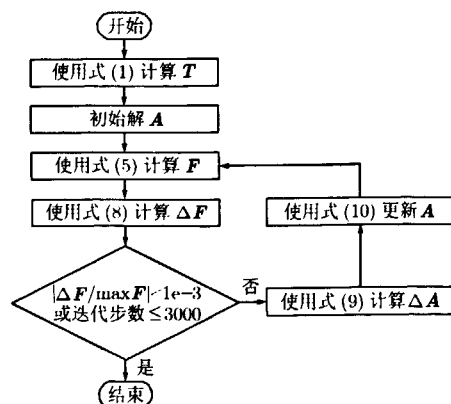 开始
使用式 (1) 计算 T
初始解 A
使用式 (5) 计算 F
使用式 (8) 计算 ΔF
使用式 (10) 更新 A
|ΔF/max F| 1e-3
或迭代步数 ≤3000
否
使用式 (9) 计算 ΔA
是
结束